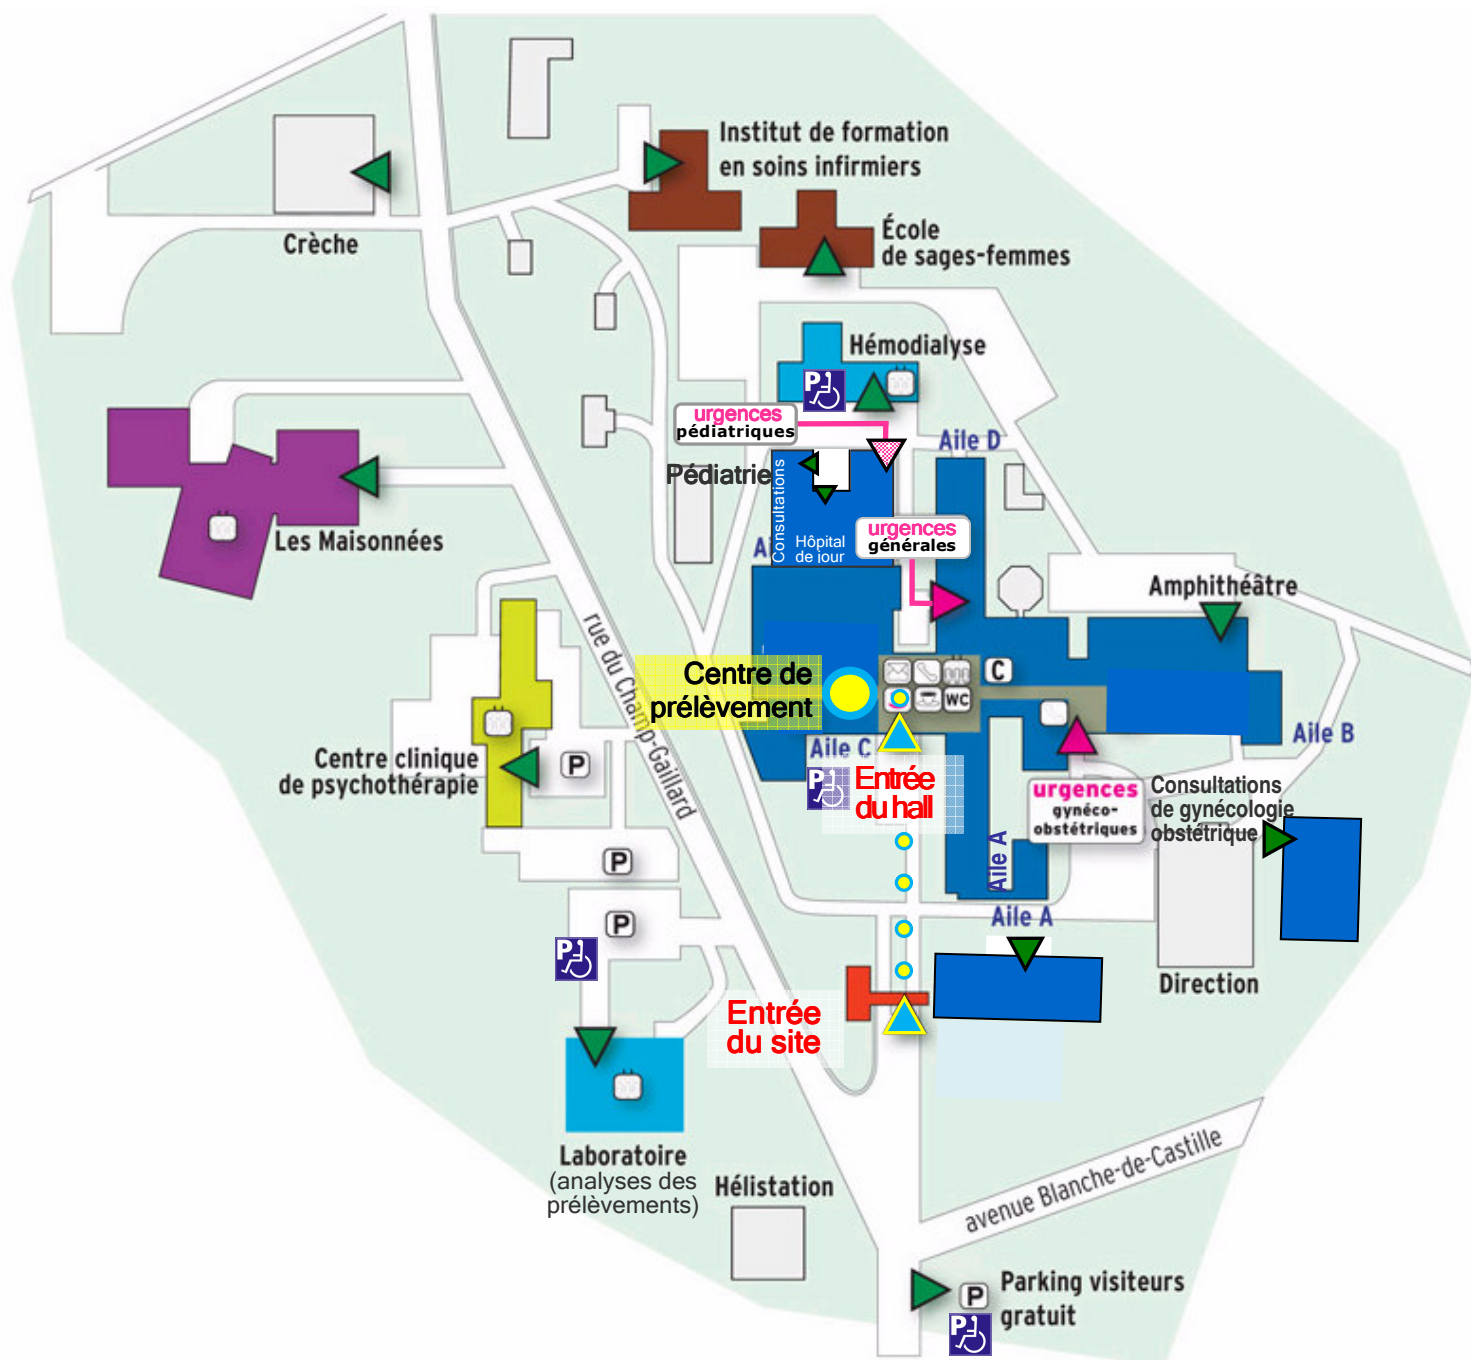 Institut de formation
en soins infirmiers
École
de sages-femmes
Crèche
Hémodialyse
P
urgences
pédiatriques
Aile D
Pédiatrie
Consultations
Hôpital
de jour
urgences
générales
Les Maisonnées
Amphithéâtre
rue du Champ-Gaillard
Centre de
prélèvement
C
WC
Aile C
Aile B
Centre clinique
de psychothérapie
P
P
Entrée
du hall
urgences
gynéco-
obstétriques
Consultations
de gynécologie
obstétrique
Aile A
P
P
P
Aile A
Direction
Entrée
du site
Laboratoire
(analyses des
prélèvements)
Hélistation
avenue Blanche-de-Castille
Parking visiteurs
gratuit
P
P